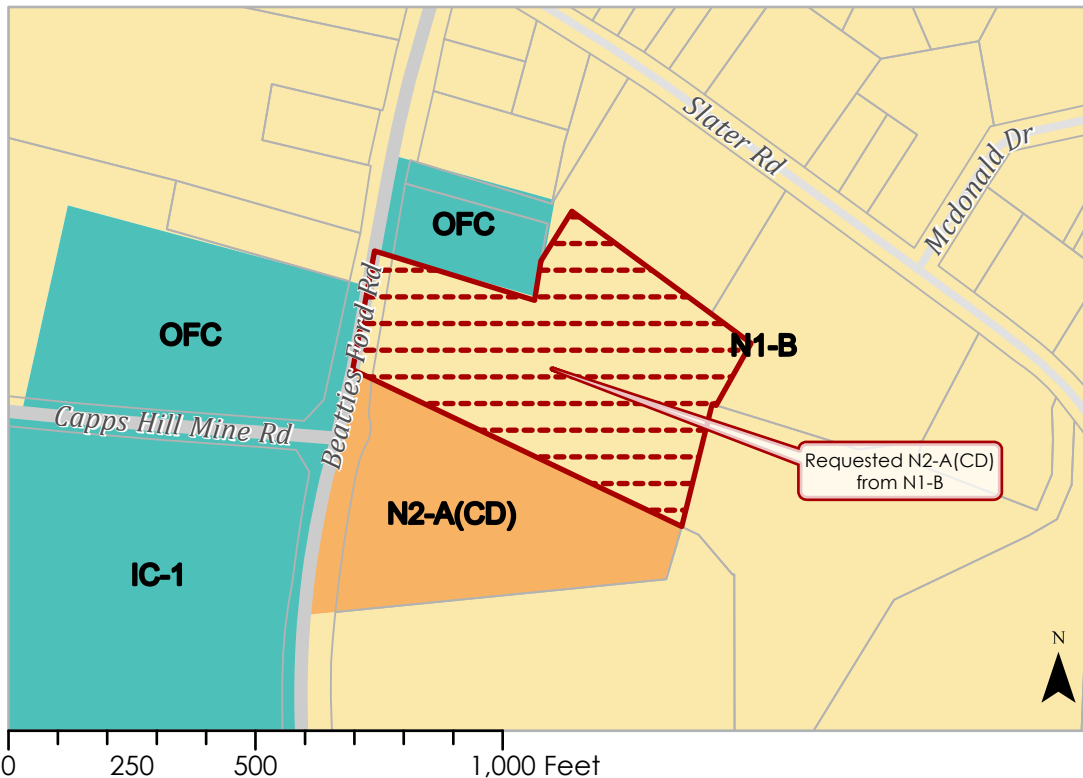 Slater Rd
Mcdonald Dr
OFC
OFC
Beatties Ford Rd
N1-B
Capps Hill Mine Rd
Requested N2-A(CD)
from N1-B
N2-A(CD)
IC-1
N
0 250 500 1,000 Feet